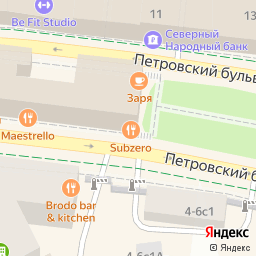 Be Fit Studio
11
13
Северный
Народный банк
Петровский бульв
Заря
Maestrello
Subzero
Петровский б
Brodo bar
& kitchen
4-6с1
4-6с1А
Яндекс